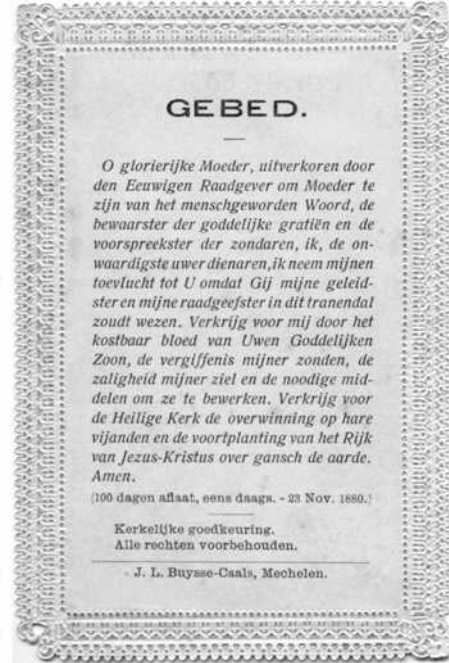 GEBED.
O glorierijke Moeder, uitverkoren door
den Eeuwigen Raadgever om Moeder te
zijn van het menschgeworden Woord, de
bewaarster der goddelijke gratiën en de
voorspreekster der zondaren, ik, de on-
waardigste uwer dienaren, ik neem mijnen
toevlucht tot U omdat Gij mijne geleid-
ster en mijne raadgeefster in dit tranendal
zoudt wezen. Verkrijg voor mij door het
kostbaar bloed van Uwen Goddelijken
Zoon, de vergiffenis mijner zonden, de
zaligheid mijner ziel en de noodige mid-
delen om ze te bewerken. Verkrijg voor
de Heilige Kerk de overwinning op hare
vijanden en de voortplanting van het Rijk
van Jezus-Kristus over gansch de aarde.
Amen.
(100 dagen aflaat, eens daags. - 23 Nov. 1880.)
Kerkelijke goedkeuring.
Alle rechten voorbehouden.
J. L. Buysse-Caals, Mechelen.